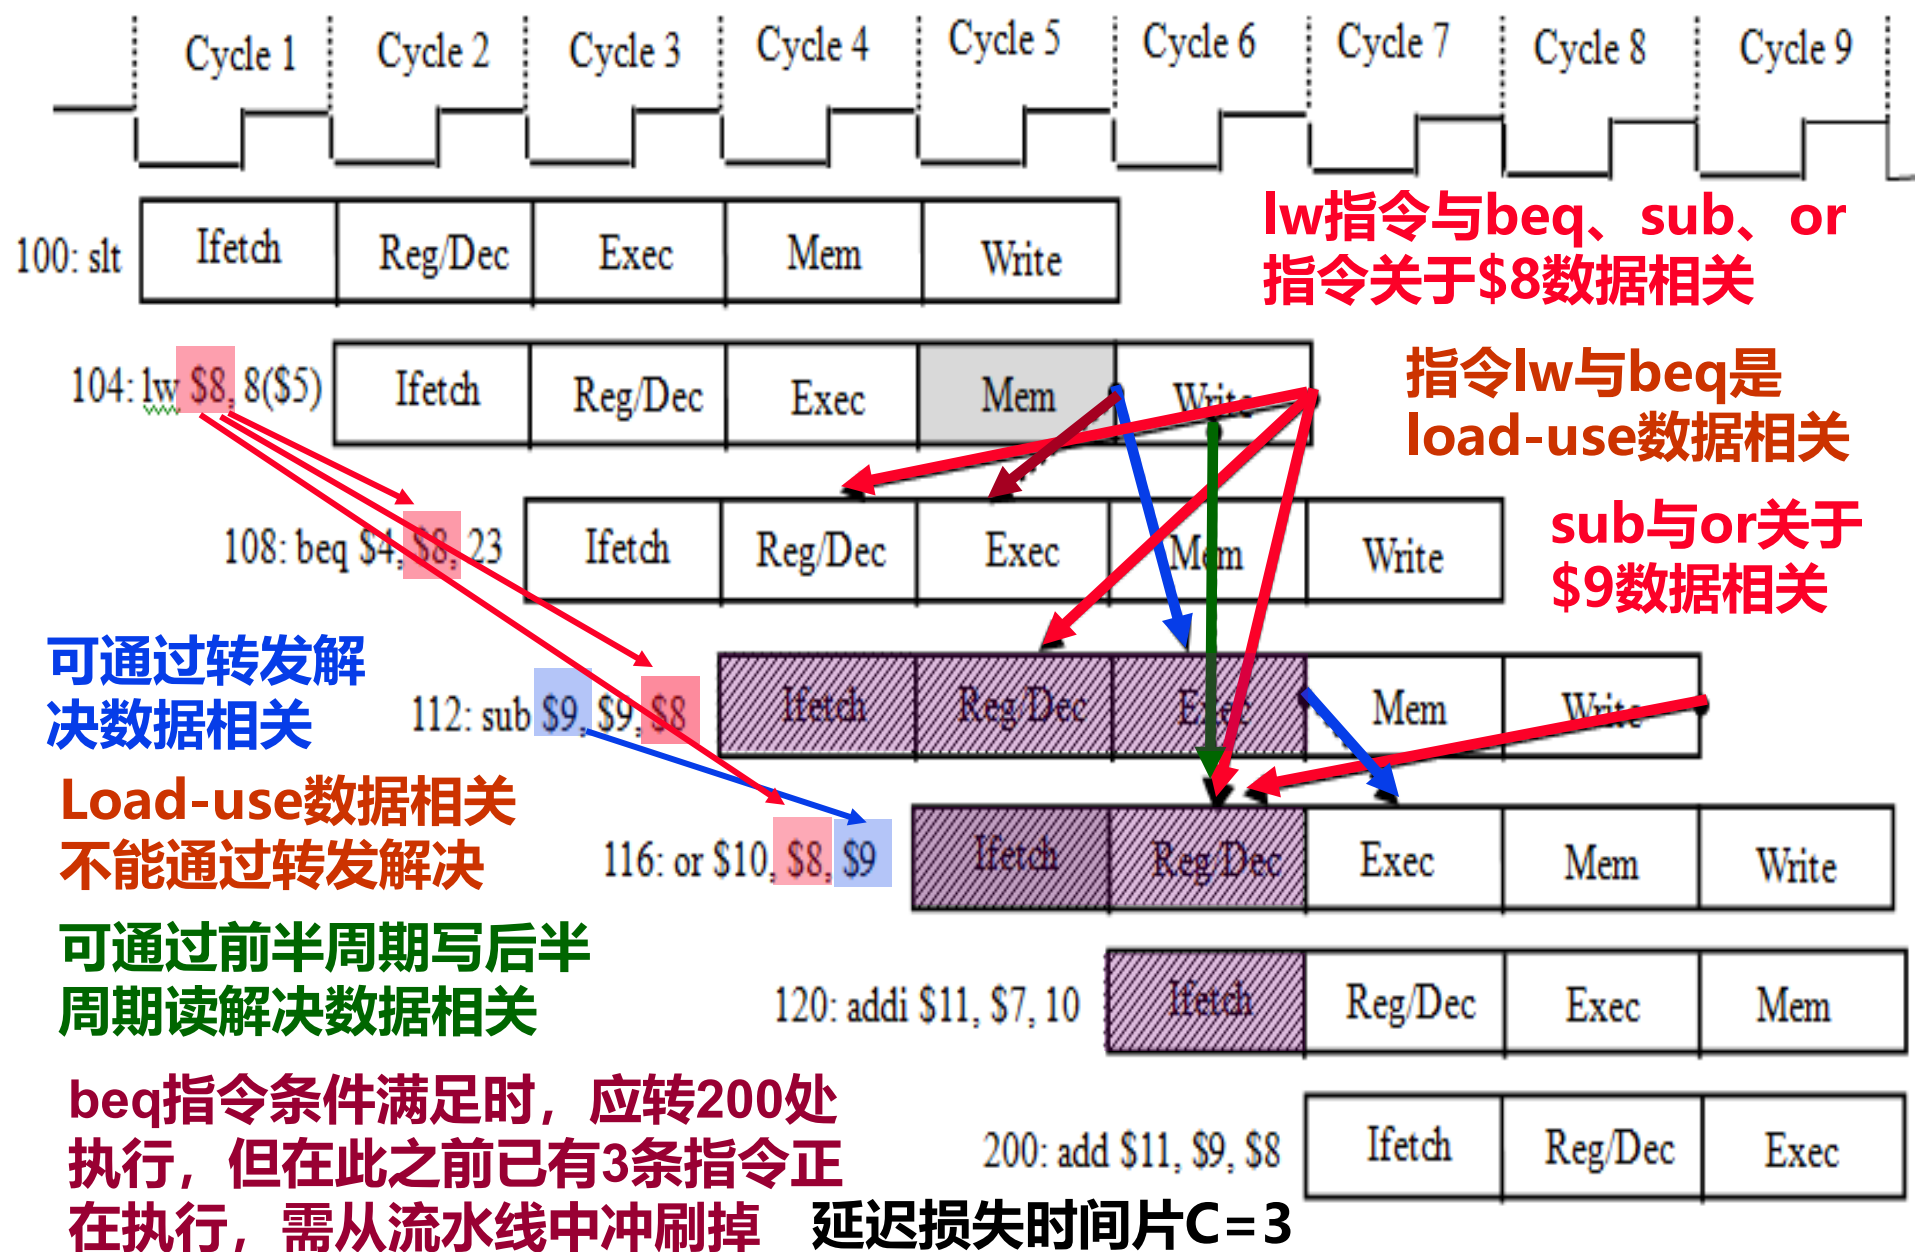 Cycle 1 Cycle 2 Cycle 3 Cycle 4 Cycle 5 Cycle 6 Cycle 7 Cycle 8 Cycle 9
100: slt Ifetch Reg/Dec Exec Mem Write
lw指令与beq、sub、or
指令关于$8数据相关
104: lw $8, 8($5) Ifetch Reg/Dec Exec Mem Write
指令lw与beq是
load-use数据相关
108: beq $4, $8, 23 Ifetch Reg/Dec Exec Mem Write
sub与or关于
$9数据相关
可通过转发解
决数据相关
112: sub $9, $9, $8 Ifetch Reg/Dec Exec Mem Write
Load-use数据相关
不能通过转发解决
116: or $10, $8, $9 Ifetch Reg/Dec Exec Mem Write
可通过前半周期写后半
周期读解决数据相关
120: addi $11, $7, 10 Ifetch Reg/Dec Exec Mem
beq指令条件满足时，应转200处
执行，但在此之前已有3条指令正
在执行，需从流水线中冲刷掉
200: add $11, $9, $8 Ifetch Reg/Dec Exec
延迟损失时间片C=3